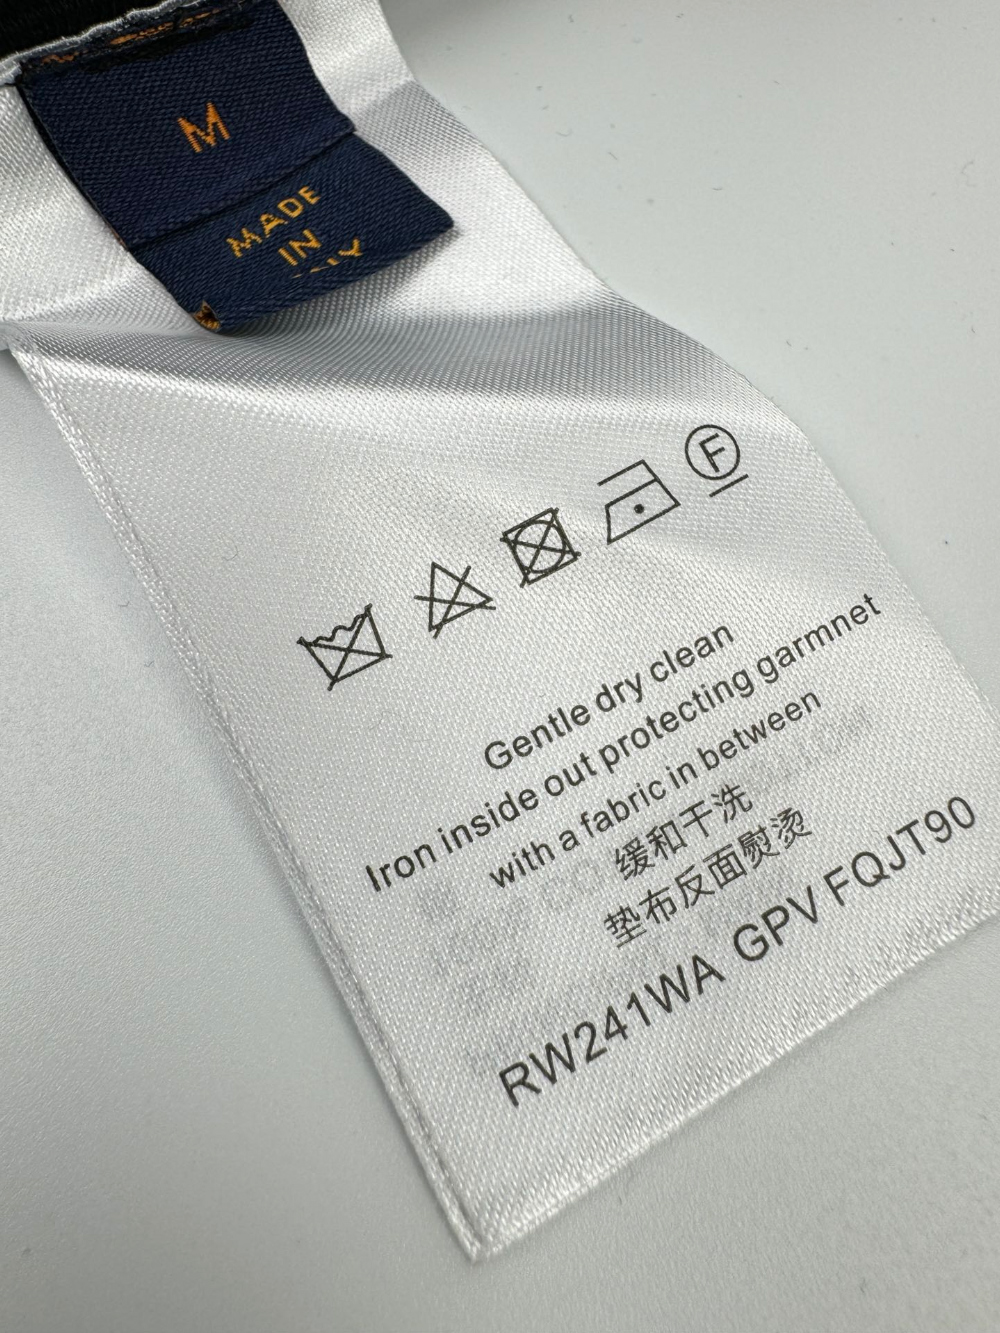 M
MADE
IN
F
Gentle dry clean
Iron inside out protecting garmnet
with a fabric in between
缓和干洗
垫布反面熨烫
RW241WA GPV FQJT90